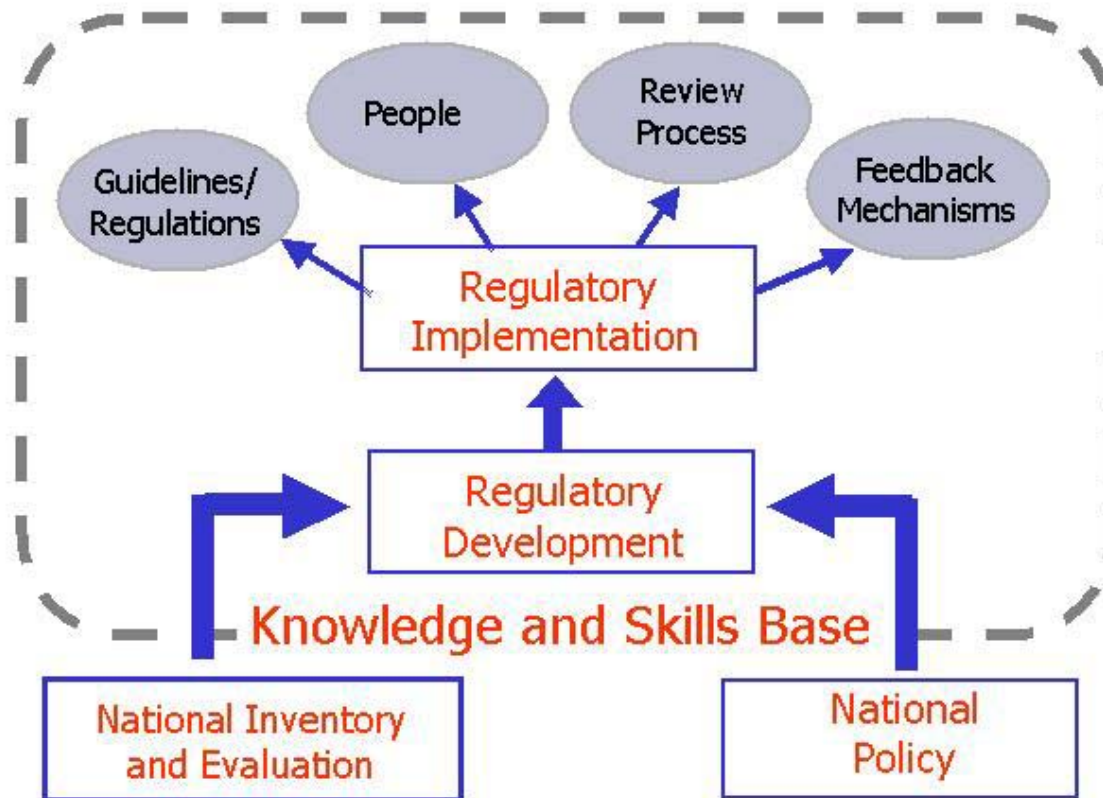 People
Review
Process
Guidelines/
Regulations
Feedback
Mechanisms
Regulatory
Implementation
Regulatory
Development
Knowledge and Skills Base
National Inventory
and Evaluation
National
Policy